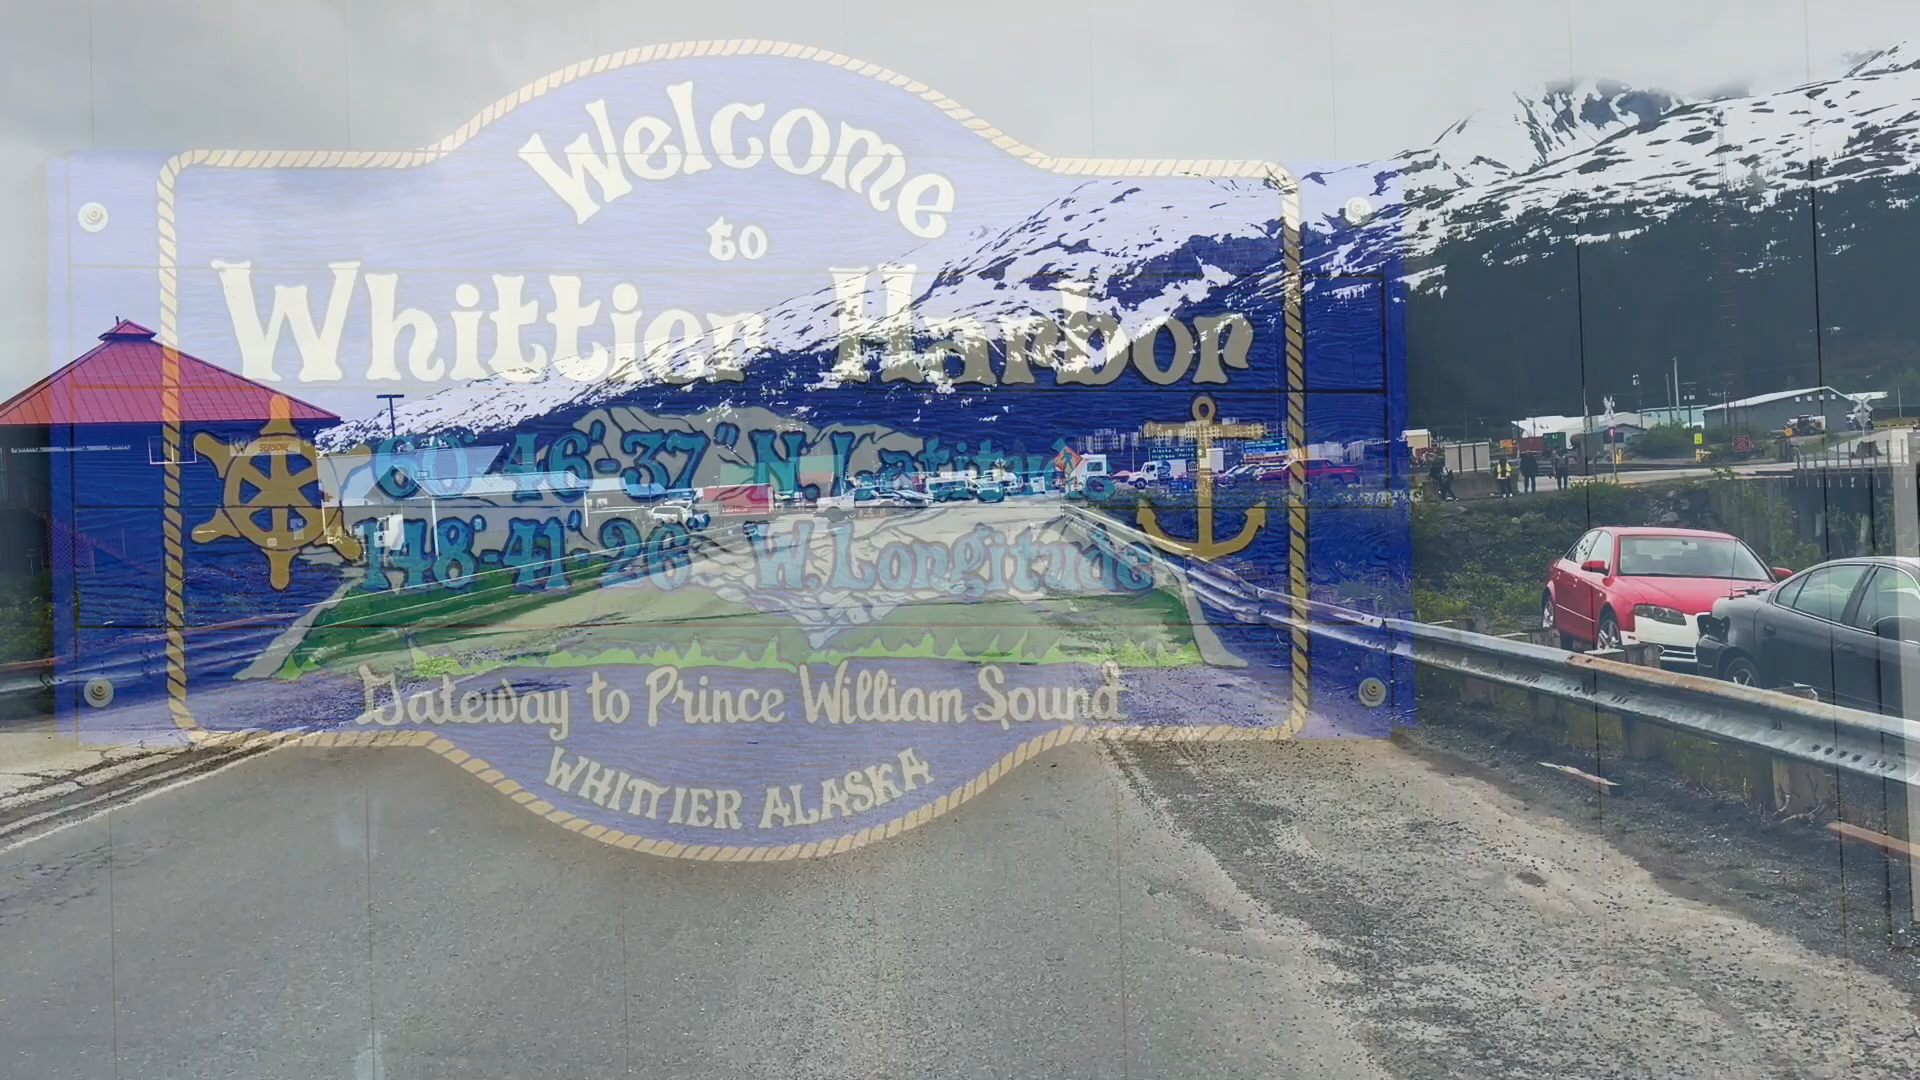 Welcome
to
Whittier Harbor
60°-46'-37" N. Latitude
148°-41'-26" W. Longitude
Gateway to Prince William Sound
WHITTIER ALASKA